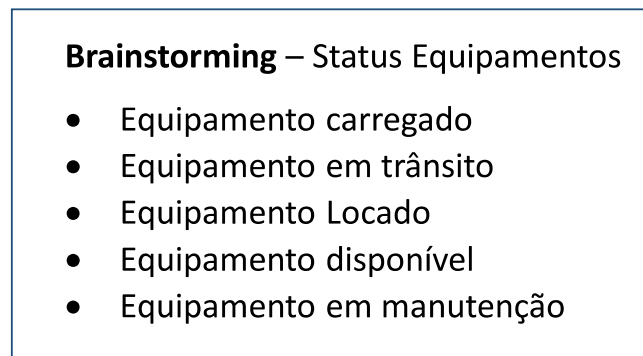 Brainstorming – Status Equipamentos
• Equipamento carregado
• Equipamento em trânsito
• Equipamento Locado
• Equipamento disponível
• Equipamento em manutenção